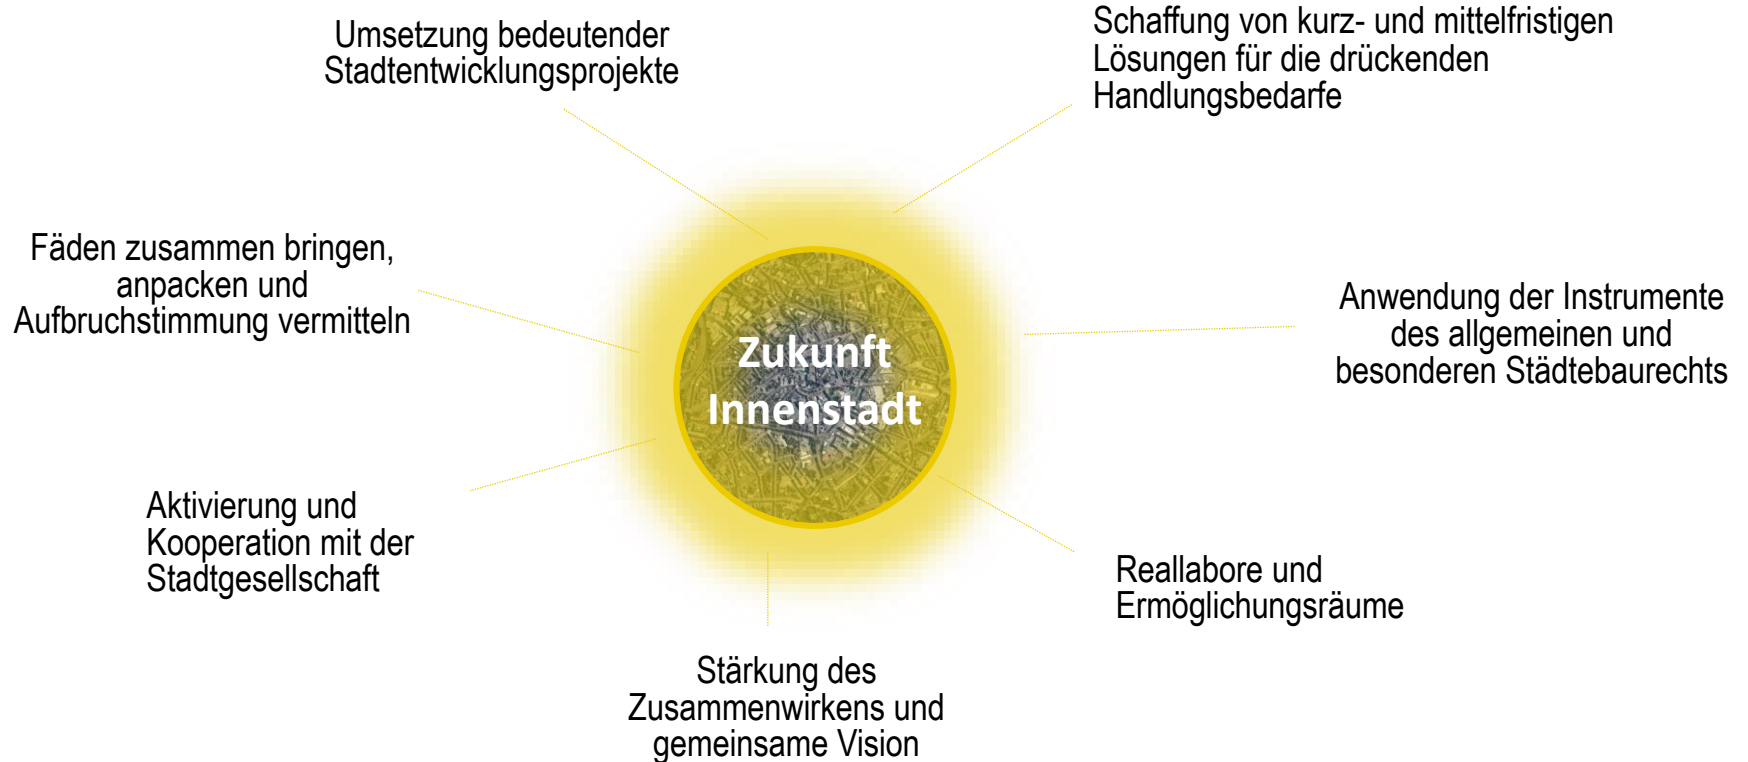 Umsetzung bedeutender
Stadtentwicklungsprojekte
Schaffung von kurz- und mittelfristigen
Lösungen für die drückenden
Handlungsbedarfe
Fäden zusammen bringen,
anpacken und
Aufbruchstimmung vermitteln
Zukunft
Innenstadt
Anwendung der Instrumente
des allgemeinen und
besonderen Städtebaurechts
Aktivierung und
Kooperation mit der
Stadtgesellschaft
Reallabore und
Ermöglichungsräume
Stärkung des
Zusammenwirkens und
gemeinsame Vision